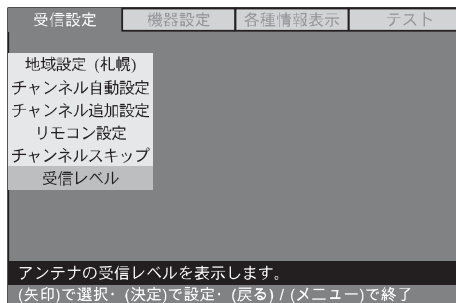 受信設定 機器設定 各種情報表示 テスト
地域設定 (札幌)
チャンネル自動設定
チャンネル追加設定
リモコン設定
チャンネルスキップ
受信レベル
アンテナの受信レベルを表示します。
(矢印)で選択・(決定)で設定・(戻る) / (メニュー)で終了